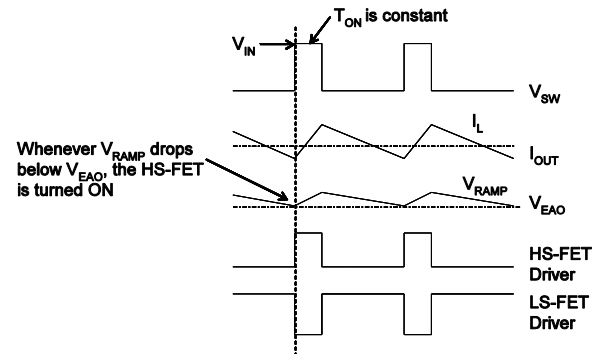 T_ON is constant
V_IN
V_SW
I_L
I_OUT
Whenever V_RAMP drops
below V_EAO, the HS-FET
is turned ON
V_RAMP
V_EAO
HS-FET
Driver
LS-FET
Driver